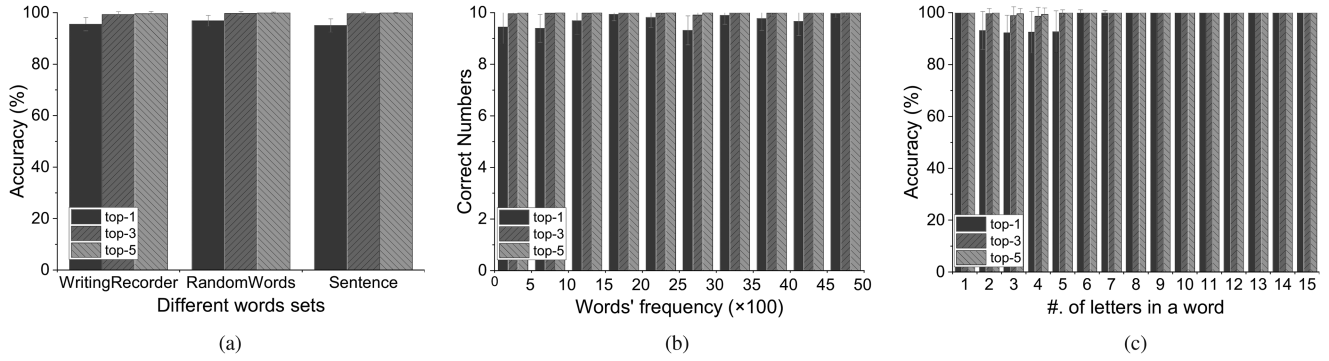 100
80
60
40
20
0
Accuracy (%)
top-1
top-3
top-5
WritingRecorder RandomWords Sentence
Different words sets
(a)
10
8
6
4
2
0
Correct Numbers
top-1
top-3
top-5
0 5 10 15 20 25 30 35 40 45 50
Words' frequency (×100)
(b)
100
80
60
40
20
0
Accuracy (%)
top-1
top-3
top-5
1 2 3 4 5 6 7 8 9 10 11 12 13 14 15
#. of letters in a word
(c)